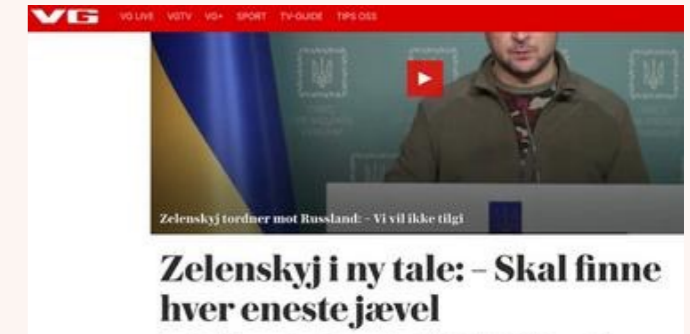 VG VG LIVE VGTV VG+ SPORT TV-GUIDE TIPS OSS
Zelenskyj tordner mot Russland: – Vi vil ikke tilgi
Zelenskyj i ny tale: – Skal finne
hver eneste jævel